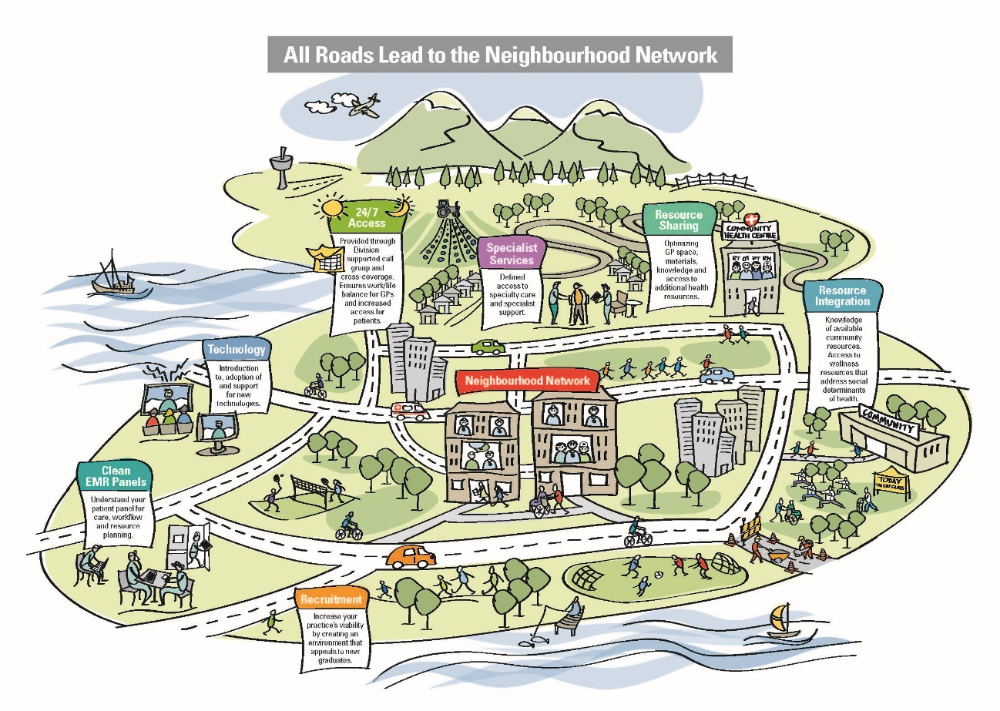 All Roads Lead to the Neighbourhood Network
24/7
Access
Provided through
Division-
supported call
group and
cross-coverage.
Ensures work/life
balance for GPs
and increased
access for
patients.
Specialist
Services
Defined
access to
specialty care
and specialist
support.
Resource
Sharing
Optimizing
GP space,
materials,
knowledge and
access to
additional health
resources.
COMMUNITY
HEALTH CENTRE
RT OT PT RN
Resource
Integration
Knowledge
of available
community
resources.
Access to
wellness
resources that
address social
determinants
of health.
Technology
Introduction
to, adoption of
and support
for new
technologies.
Neighbourhood Network
COMMUNITY
TODAY
TAI CHI CLASS
Clean
EMR Panels
Understand your
patient panel for
care, workflow
and resource
planning.
Recruitment
Increase your
practice's viability
by creating an
environment that
appeals to new
graduates.